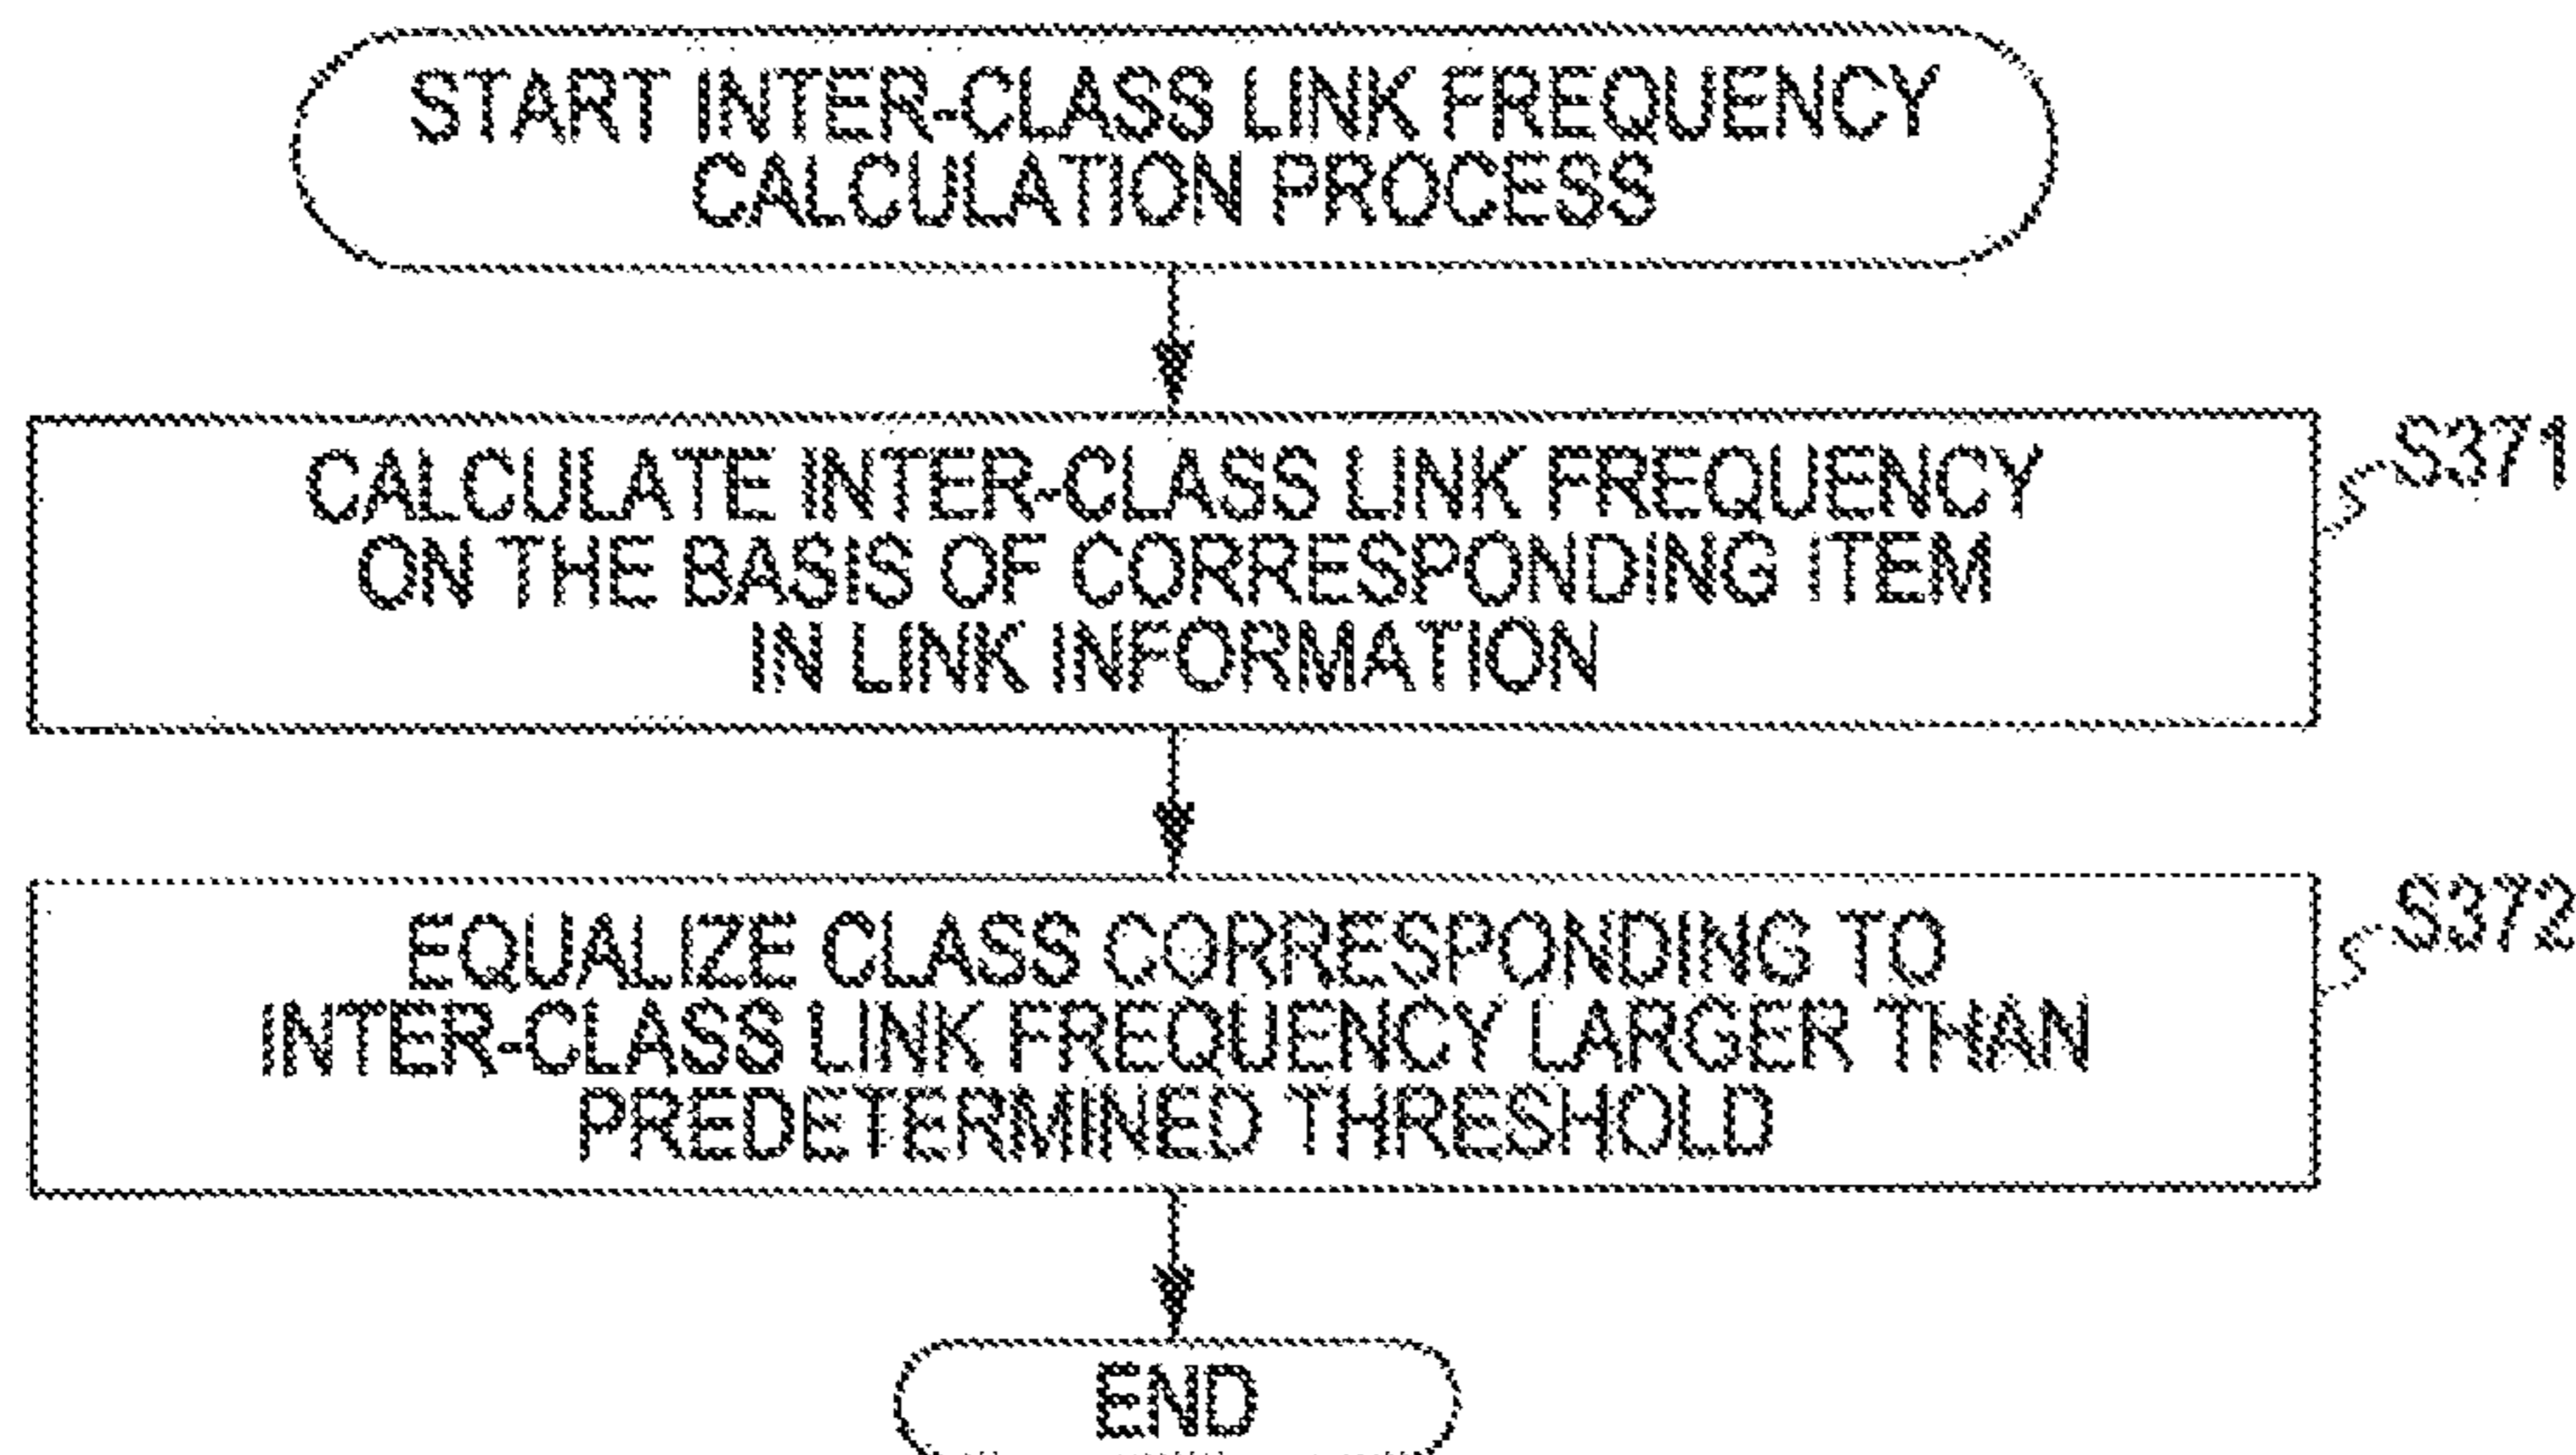 START INTER-CLASS LINK FREQUENCY
CALCULATION PROCESS
CALCULATE INTER-CLASS LINK FREQUENCY
ON THE BASIS OF CORRESPONDING ITEM
IN LINK INFORMATION
S371
EQUALIZE CLASS CORRESPONDING TO
INTER-CLASS LINK FREQUENCY LARGER THAN
PREDETERMINED THRESHOLD
S372
END